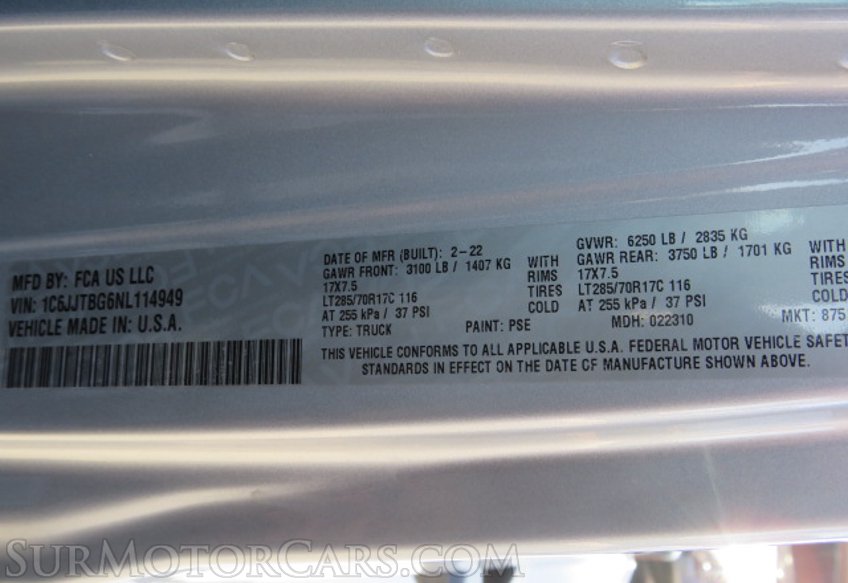 MFD BY: FCA US LLC
VIN: 1C6JJTBG6NL114949
VEHICLE MADE IN: U.S.A.
DATE OF MFR (BUILT): 2-22
GAWR FRONT: 3100 LB / 1407 KG WITH
17X7.5 RIMS
LT285/70R17C 116 TIRES
AT 255 kPa / 37 PSI COLD
TYPE: TRUCK PAINT: PSE
GVWR: 6250 LB / 2835 KG
GAWR REAR: 3750 LB / 1701 KG WITH
17X7.5 RIMS
LT285/70R17C 116 TIRES
AT 255 kPa / 37 PSI COLD
MDH: 022310 MKT: 875
THIS VEHICLE CONFORMS TO ALL APPLICABLE U.S.A. FEDERAL MOTOR VEHICLE SAFET
STANDARDS IN EFFECT ON THE DATE OF MANUFACTURE SHOWN ABOVE.
SurMotorCars.com